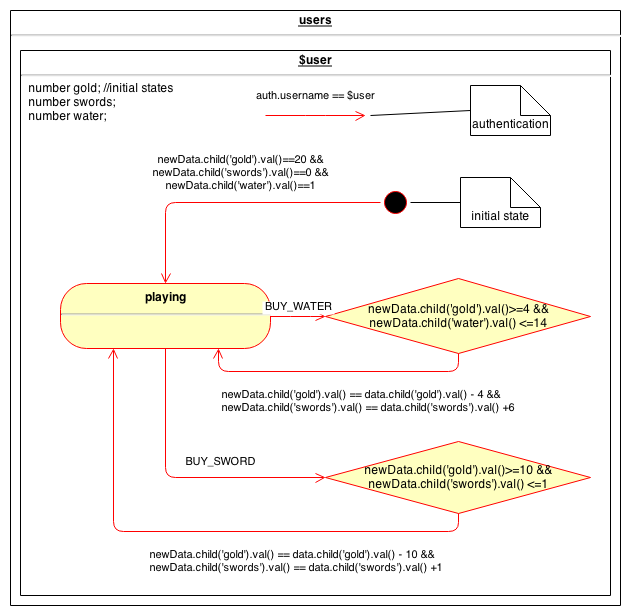 users
$user
number gold; //initial states
number swords;
number water;
auth.username == $user
authentication
newData.child('gold').val()==20 &&
newData.child('swords').val()==0 &&
newData.child('water').val()==1
initial state
playing
BUY_WATER
newData.child('gold').val()>=4 &&
newData.child('water').val() <=14
newData.child('gold').val() == data.child('gold').val() - 4 &&
newData.child('swords').val() == data.child('swords').val() +6
BUY_SWORD
newData.child('gold').val()>=10 &&
newData.child('swords').val() <=1
newData.child('gold').val() == data.child('gold').val() - 10 &&
newData.child('swords').val() == data.child('swords').val() +1